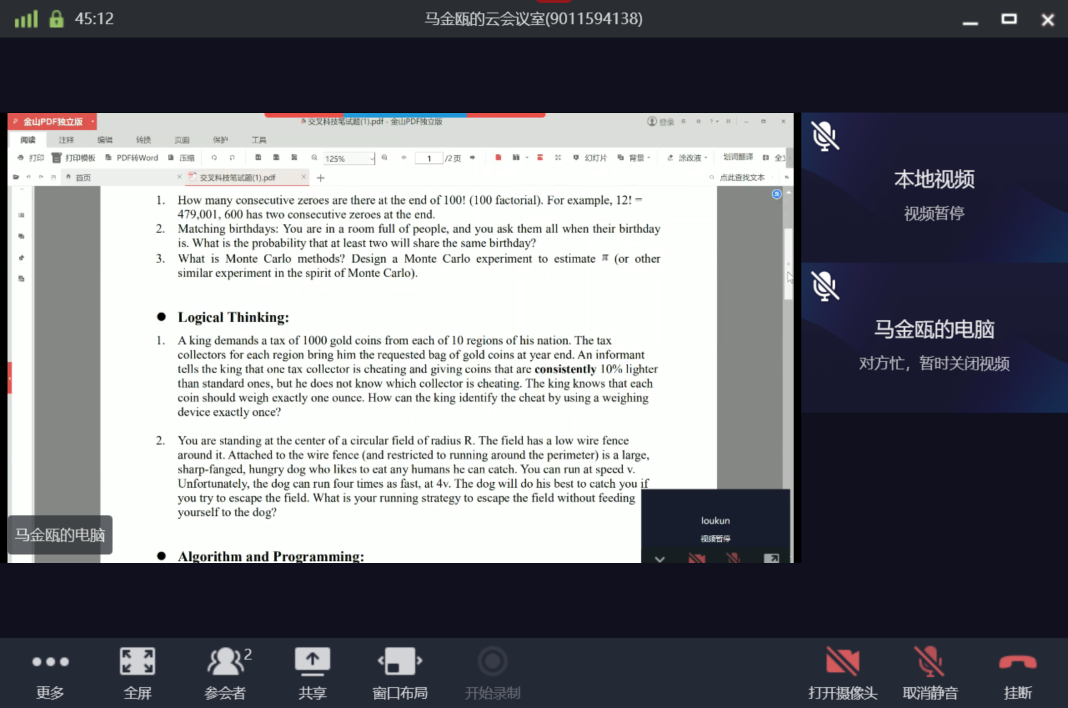 45:12
马金瓯的云会议室(9011594138)
金山PDF独立版
交叉科技笔试题(1).pdf - 金山PDF独立版
登录
阅读 注释 编辑 转换 页面 保护 工具
打印 打印模板 PDF转Word 压缩 125% 1 /2页 幻灯片 背景 涂改液 划词翻译
首页 交叉科技笔试题(1).pdf 点此查找文本
1. How many consecutive zeroes are there at the end of 100! (100 factorial). For example, 12! =
479,001, 600 has two consecutive zeroes at the end.
2. Matching birthdays: You are in a room full of people, and you ask them all when their birthday
is. What is the probability that at least two will share the same birthday?
3. What is Monte Carlo methods? Design a Monte Carlo experiment to estimate π (or other
similar experiment in the spirit of Monte Carlo).
● Logical Thinking:
1. A king demands a tax of 1000 gold coins from each of 10 regions of his nation. The tax
collectors for each region bring him the requested bag of gold coins at year end. An informant
tells the king that one tax collector is cheating and giving coins that are consistently 10% lighter
than standard ones, but he does not know which collector is cheating. The king knows that each
coin should weigh exactly one ounce. How can the king identify the cheat by using a weighing
device exactly once?
2. You are standing at the center of a circular field of radius R. The field has a low wire fence
around it. Attached to the wire fence (and restricted to running around the perimeter) is a large,
sharp-fanged, hungry dog who likes to eat any humans he can catch. You can run at speed v.
Unfortunately, the dog can run four times as fast, at 4v. The dog will do his best to catch you if
you try to escape the field. What is your running strategy to escape the field without feeding
yourself to the dog?
● Algorithm and Programming:
马金瓯的电脑
loukun
视频暂停
本地视频
视频暂停
马金瓯的电脑
对方忙，暂时关闭视频
更多
全屏
2
参会者
共享
窗口布局
开始录制
打开摄像头
取消静音
挂断